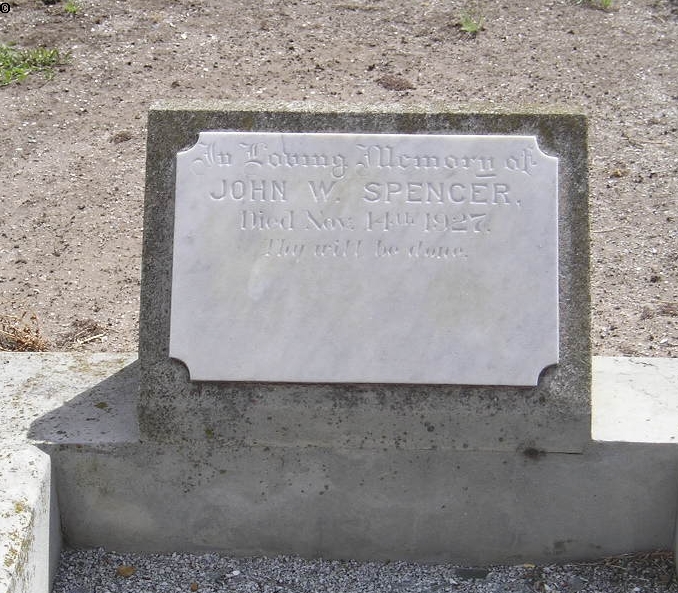 In Loving Memory of
JOHN W. SPENCER,
Died Nov. 14th 1927.
Thy will be done.